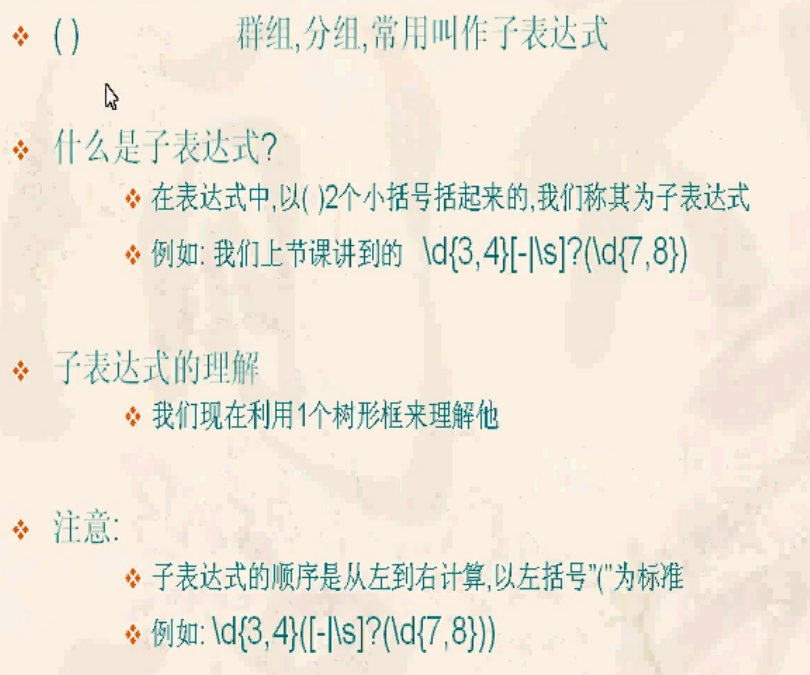 ( ) 群组,分组,常用叫作子表达式
什么是子表达式?
在表达式中,以( )2个小括号括起来的,我们称其为子表达式
例如: 我们上节课讲到的 \d{3,4}[-|\s]?(\d{7,8})
子表达式的理解
我们现在利用1个树形框来理解他
注意:
子表达式的顺序是从左到右计算,以左括号”(”为标准
例如: \d{3,4}([-|\s]?(\d{7,8}))